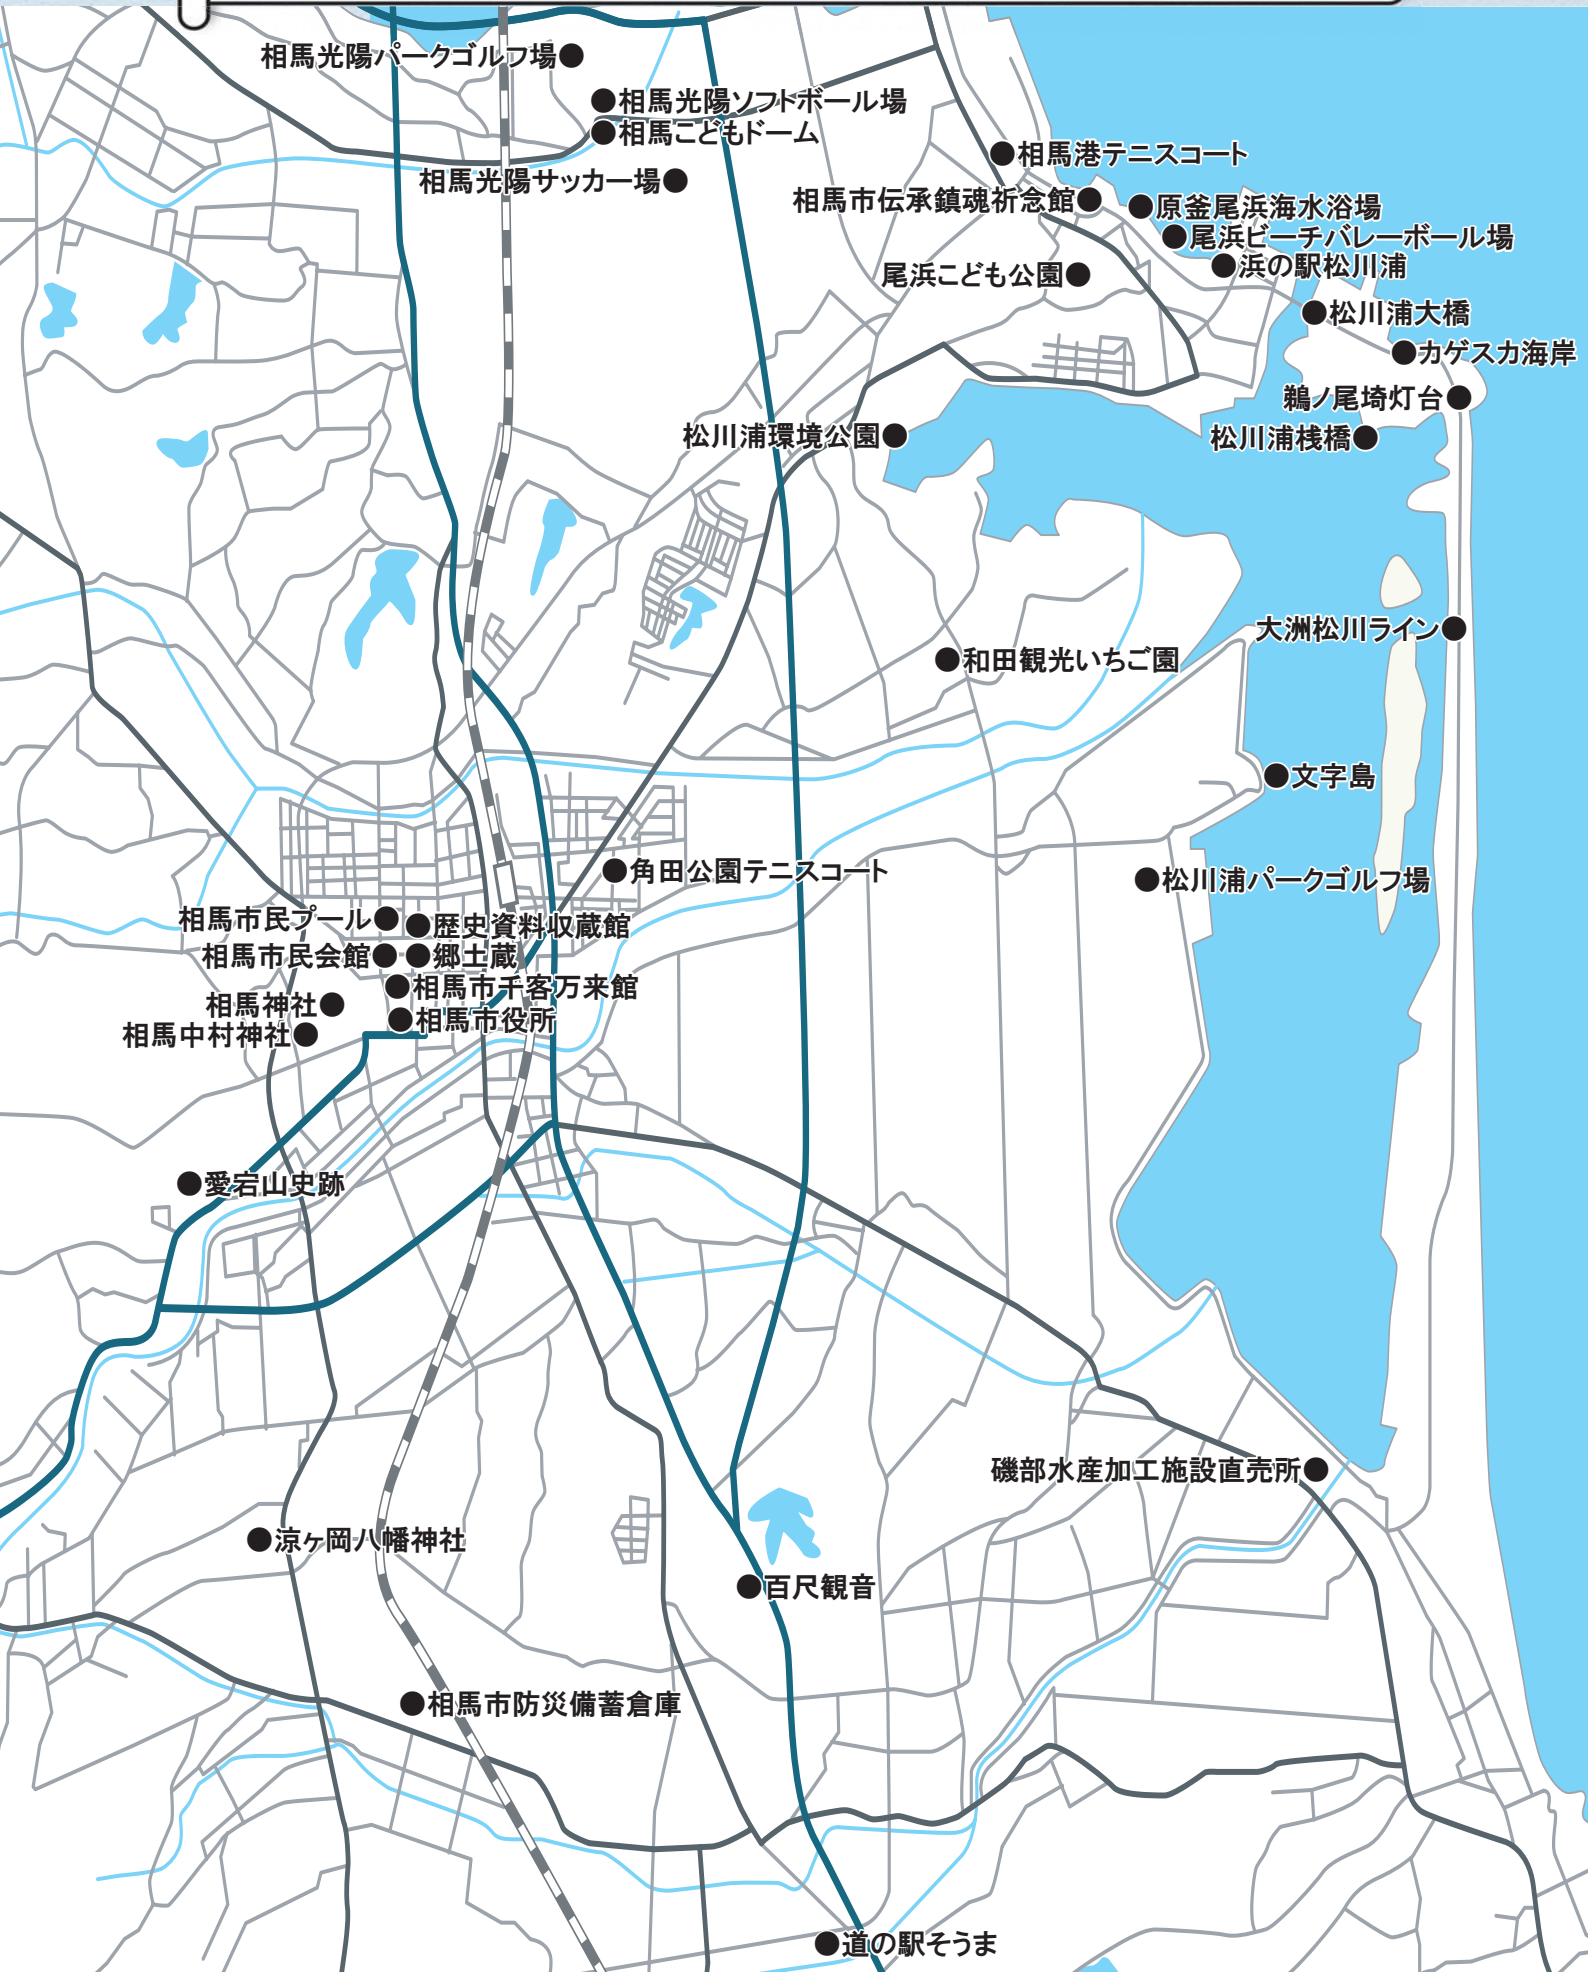 相馬光陽パークゴルフ場
相馬光陽ソフトボール場
相馬こどもドーム
相馬港テニスコート
相馬光陽サッカー場
相馬市伝承鎮魂祈念館
原釜尾浜海水浴場
尾浜ビーチバレーボール場
浜の駅松川浦
尾浜こども公園
松川浦大橋
カゲスカ海岸
鵜ノ尾埼灯台
松川浦環境公園
松川浦桟橋
大洲松川ライン
和田観光いちご園
文字島
角田公園テニスコート
松川浦パークゴルフ場
相馬市民プール
歴史資料収蔵館
相馬市民会館
郷土蔵
相馬市千客万来館
相馬神社
相馬市役所
相馬中村神社
愛宕山史跡
磯部水産加工施設直売所
涼ヶ岡八幡神社
百尺観音
相馬市防災備蓄倉庫
道の駅そうま